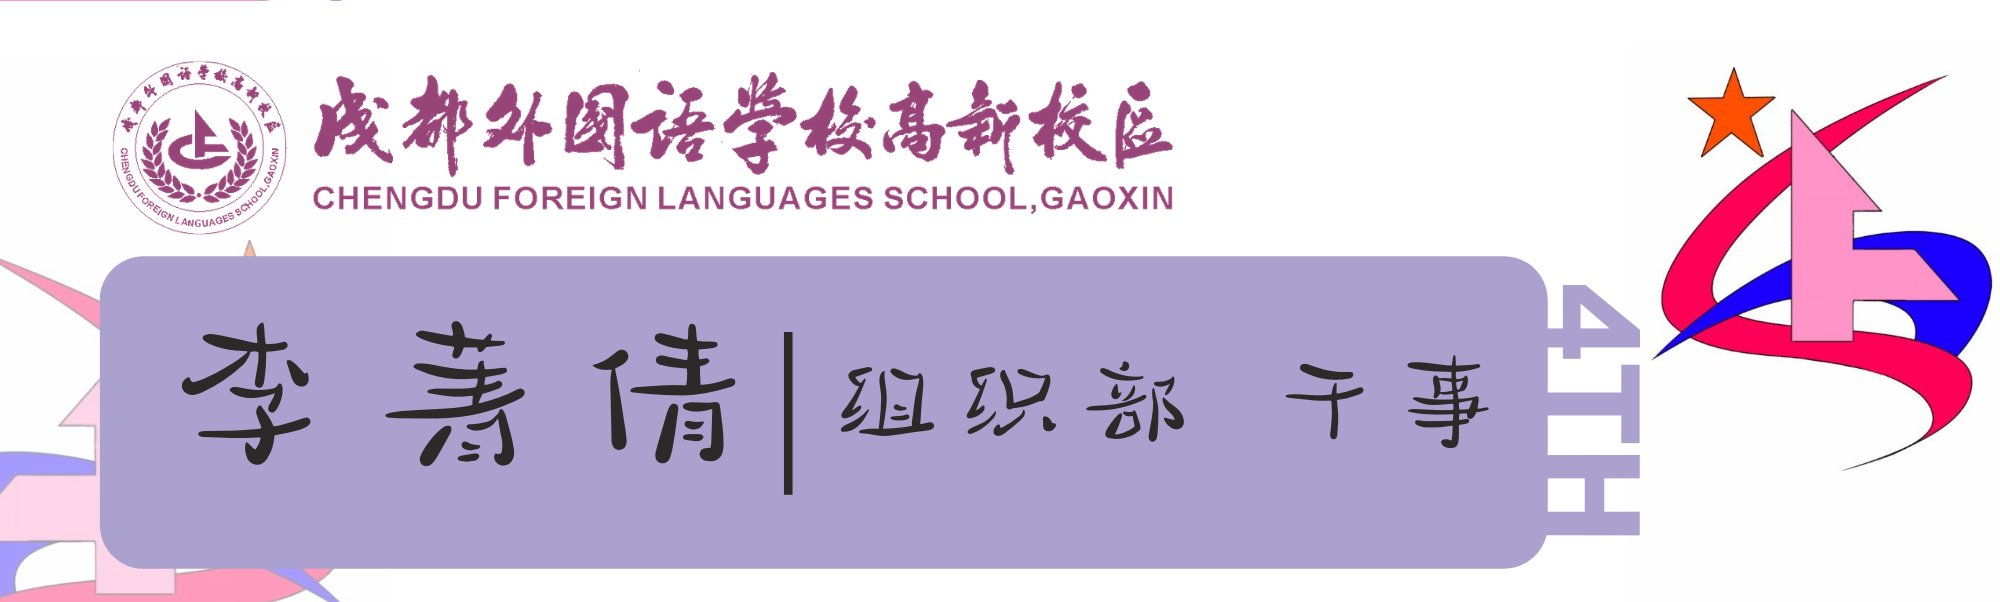 成都外国语学校高新校区
CHENGDU FOREIGN LANGUAGES SCHOOL,GAOXIN
成都外國语学校高新校区
CHENGDU FOREIGN LANGUAGES SCHOOL,GAOXIN
李菁倩|组织部 干事
4TH